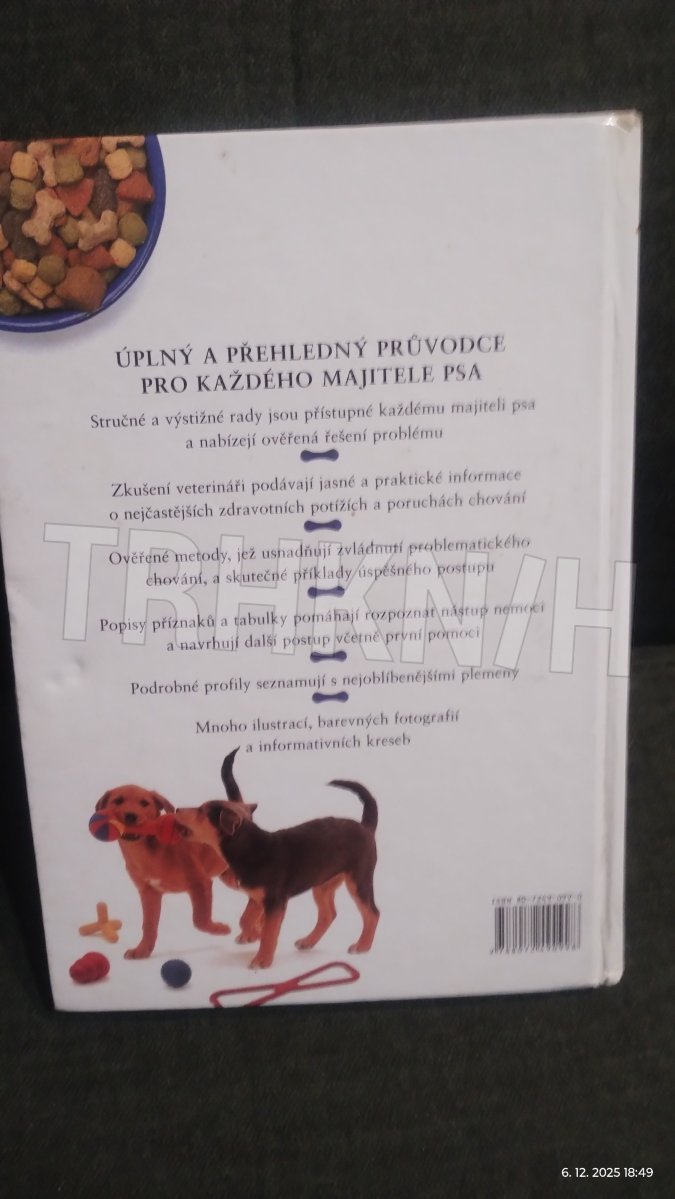 ÚPLNÝ A PŘEHLEDNÝ PRŮVODCE
PRO KAŽDÉHO MAJITELE PSA
Stručné a výstižné rady jsou přístupné každému majiteli psa
a nabízejí ověřená řešení problému
Zkušení veterináři podávají jasné a praktické informace
o nejčastějších zdravotních potížích a poruchách chování
Ověřené metody, jež usnadňují zvládnutí problematického
chování, a skutečné příklady úspěšného postupu
Popisy příznaků a tabulky pomáhají rozpoznat nástup nemoci
a navrhují další postup včetně první pomoci
Podrobné profily seznamují s nejoblíbenějšími plemeny
Mnoho ilustrací, barevných fotografií
a informativních kreseb
TRHKNIH
ISBN
6. 12. 2025 18:49